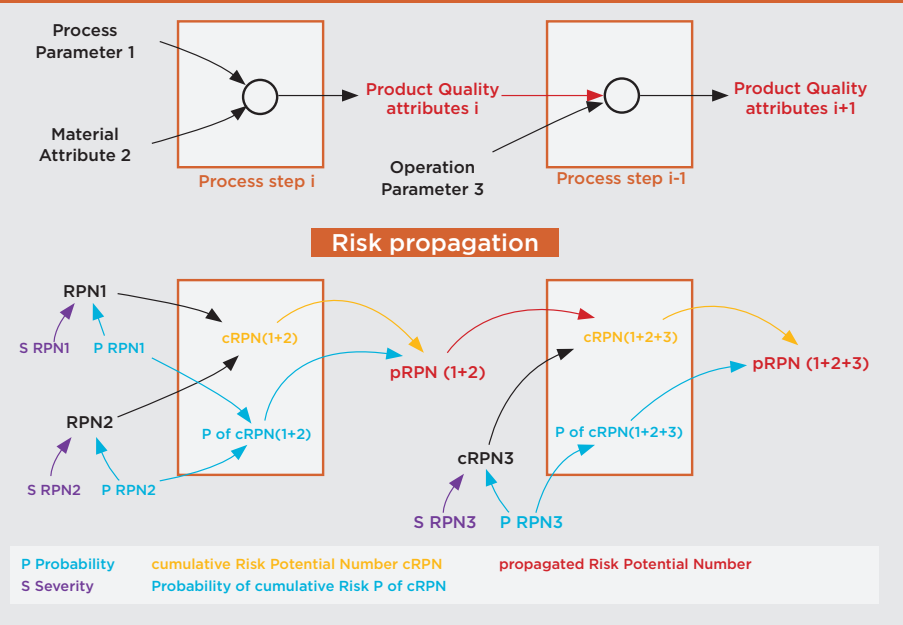 Process
Parameter 1
Material
Attribute 2
Product Quality
attributes i
Operation
Parameter 3
Product Quality
attributes i+1
Process step i
Process step i-1
Risk propagation
RPN1
S RPN1
P RPN1
RPN2
S RPN2
P RPN2
cRPN(1+2)
P of cRPN(1+2)
pRPN (1+2)
cRPN3
S RPN3
P RPN3
cRPN(1+2+3)
P of cRPN(1+2+3)
pRPN (1+2+3)
P Probability
S Severity
cumulative Risk Potential Number cRPN
Probability of cumulative Risk P of cRPN
propagated Risk Potential Number